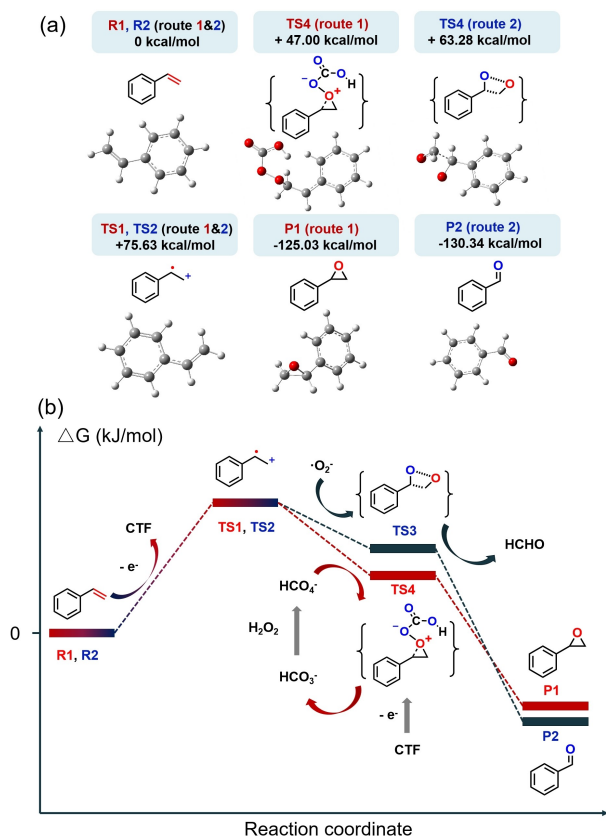 (a)
R1, R2 (route 1&2)
0 kcal/mol
TS4 (route 1)
+ 47.00 kcal/mol
TS4 (route 2)
+ 63.28 kcal/mol
O
C
⁻O O H
O⁺
O O
TS1, TS2 (route 1&2)
+75.63 kcal/mol
P1 (route 1)
-125.03 kcal/mol
P2 (route 2)
-130.34 kcal/mol
• +
O
O
(b)
△G (kJ/mol)
• +
·O₂⁻
O O
CTF
TS1, TS2
TS3
HCHO
- e⁻
HCO₄⁻
TS4
O
C
⁻O O H
O⁺
H₂O₂
0
R1, R2
HCO₃⁻
O
P1
- e⁻
CTF
P2
O
Reaction coordinate